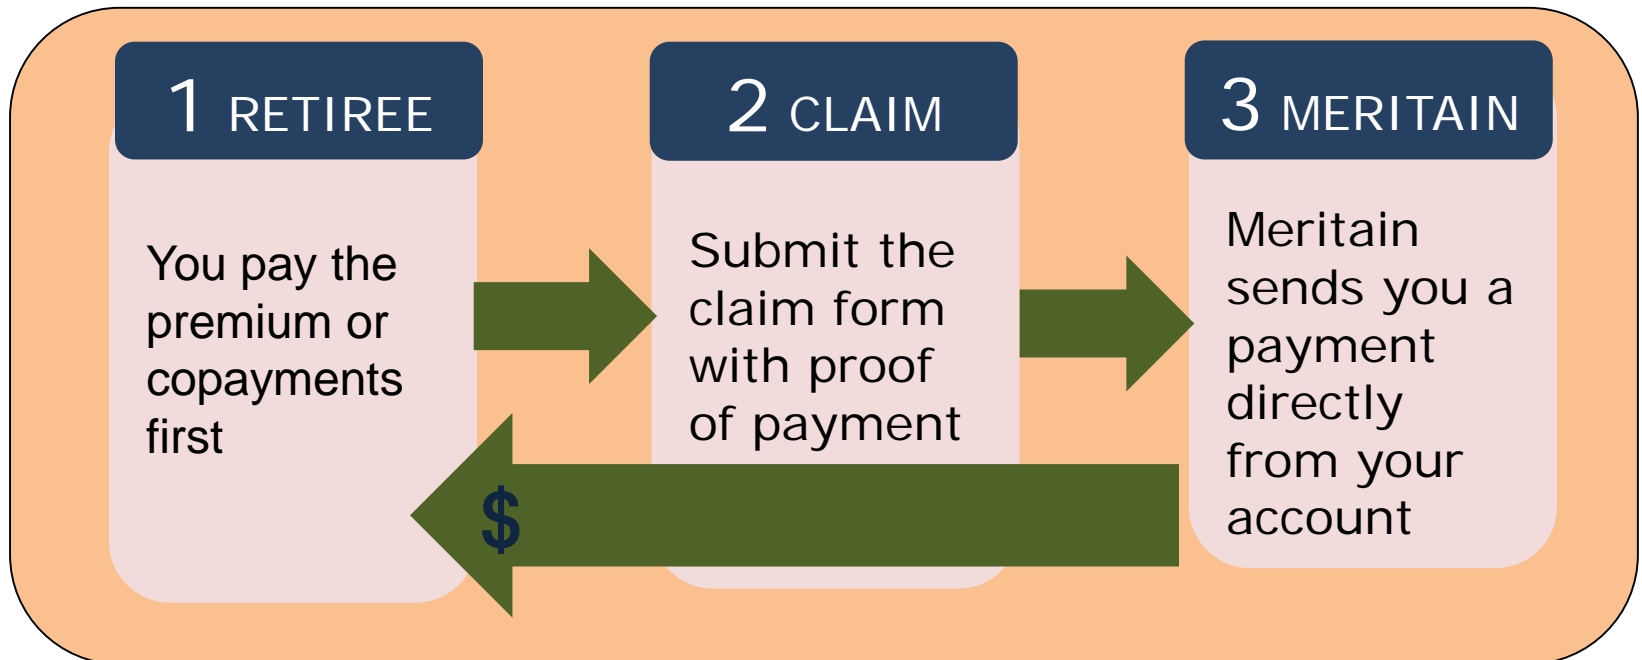 1 RETIREE
You pay the
premium or
copayments
first
2 CLAIM
Submit the
claim form
with proof
of payment
3 MERITAIN
Meritain
sends you a
payment
directly
from your
account
$